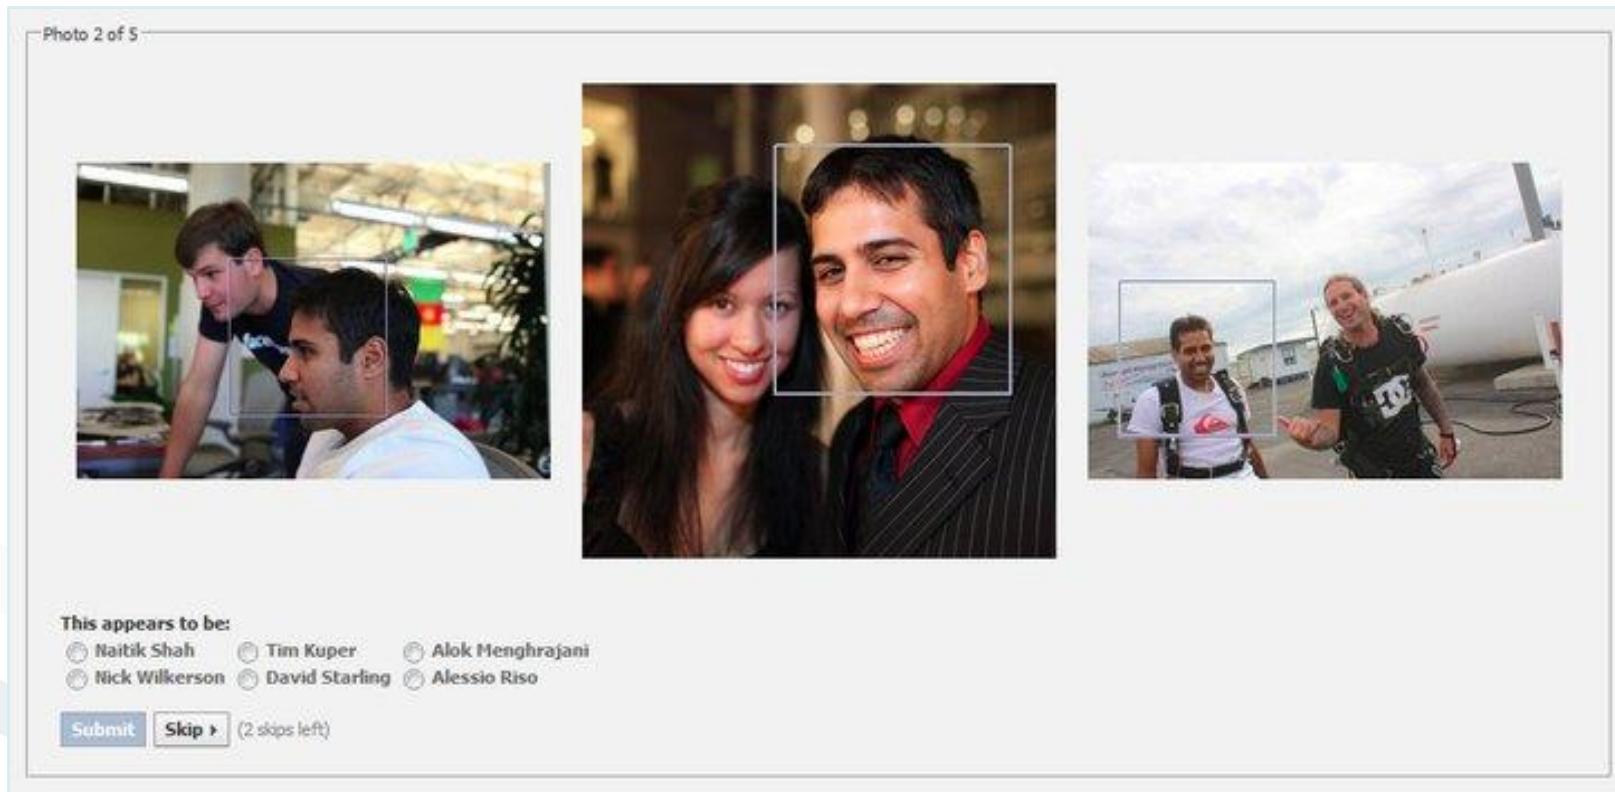 Photo 2 of 5
This appears to be:
Naitik Shah Tim Kuper Alok Menghrajani
Nick Wilkerson David Starling Alessio Riso
Submit Skip (2 skips left)